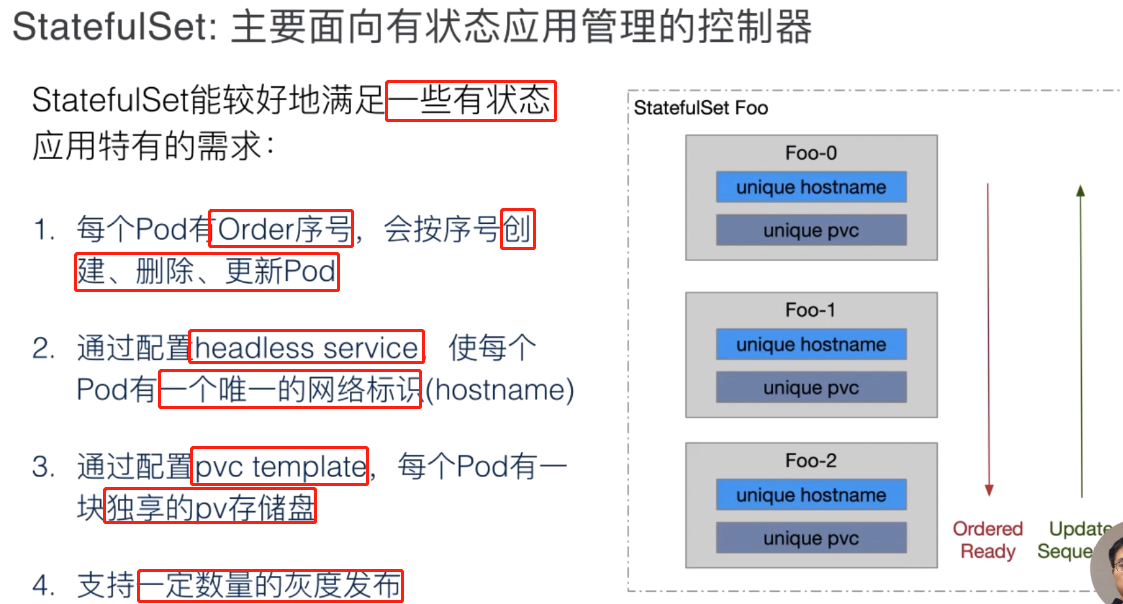 StatefulSet: 主要面向有状态应用管理的控制器
StatefulSet能较好地满足一些有状态
应用特有的需求：
1. 每个Pod有Order序号，会按序号创
建、删除、更新Pod
2. 通过配置headless service，使每个
Pod有一个唯一的网络标识(hostname)
3. 通过配置pvc template，每个Pod有一
块独享的pv存储盘
4. 支持一定数量的灰度发布
StatefulSet Foo
Foo-0
unique hostname
unique pvc
Foo-1
unique hostname
unique pvc
Foo-2
unique hostname
unique pvc
Ordered
Ready
Update